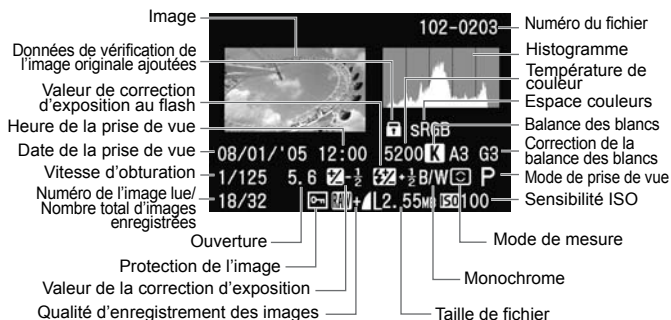 Image
102-0203
Numéro du fichier
Données de vérification de
l'image originale ajoutées
Histogramme
Température de
couleur
Valeur de correction
d'exposition au flash
Espace couleurs
sRGB
Balance des blancs
Heure de la prise de vue
Date de la prise de vue
08/01/'05 12:00 5200 K A3 G3
Correction de la
balance des blancs
Vitesse d'obturation
1/125 5.6 -½ +½ B/W P
Mode de prise de vue
Numéro de l'image lue/
Nombre total d'images
enregistrées
18/32 RAW+ L 2.55MB ISO 100
Sensibilité ISO
Ouverture
Mode de mesure
Protection de l'image
Monochrome
Valeur de la correction d'exposition
Qualité d'enregistrement des images
Taille de fichier